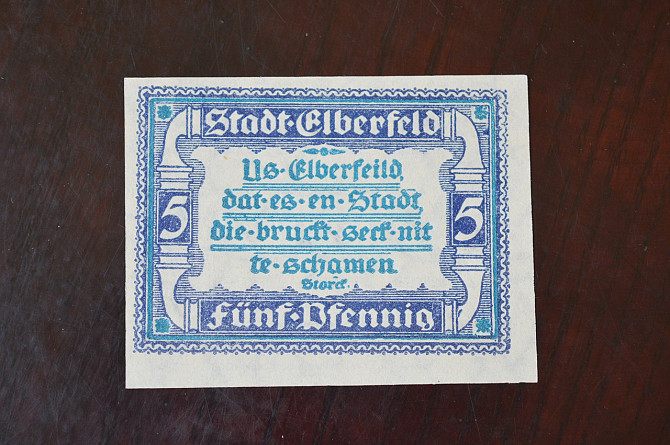 Stadt·Elberfeld
Us·Elberfeild,
dat·es·en·Stadt,
die·bruckt·seck·nit
te·schamen.
Storck.
5
5
Fünf·Pfennig